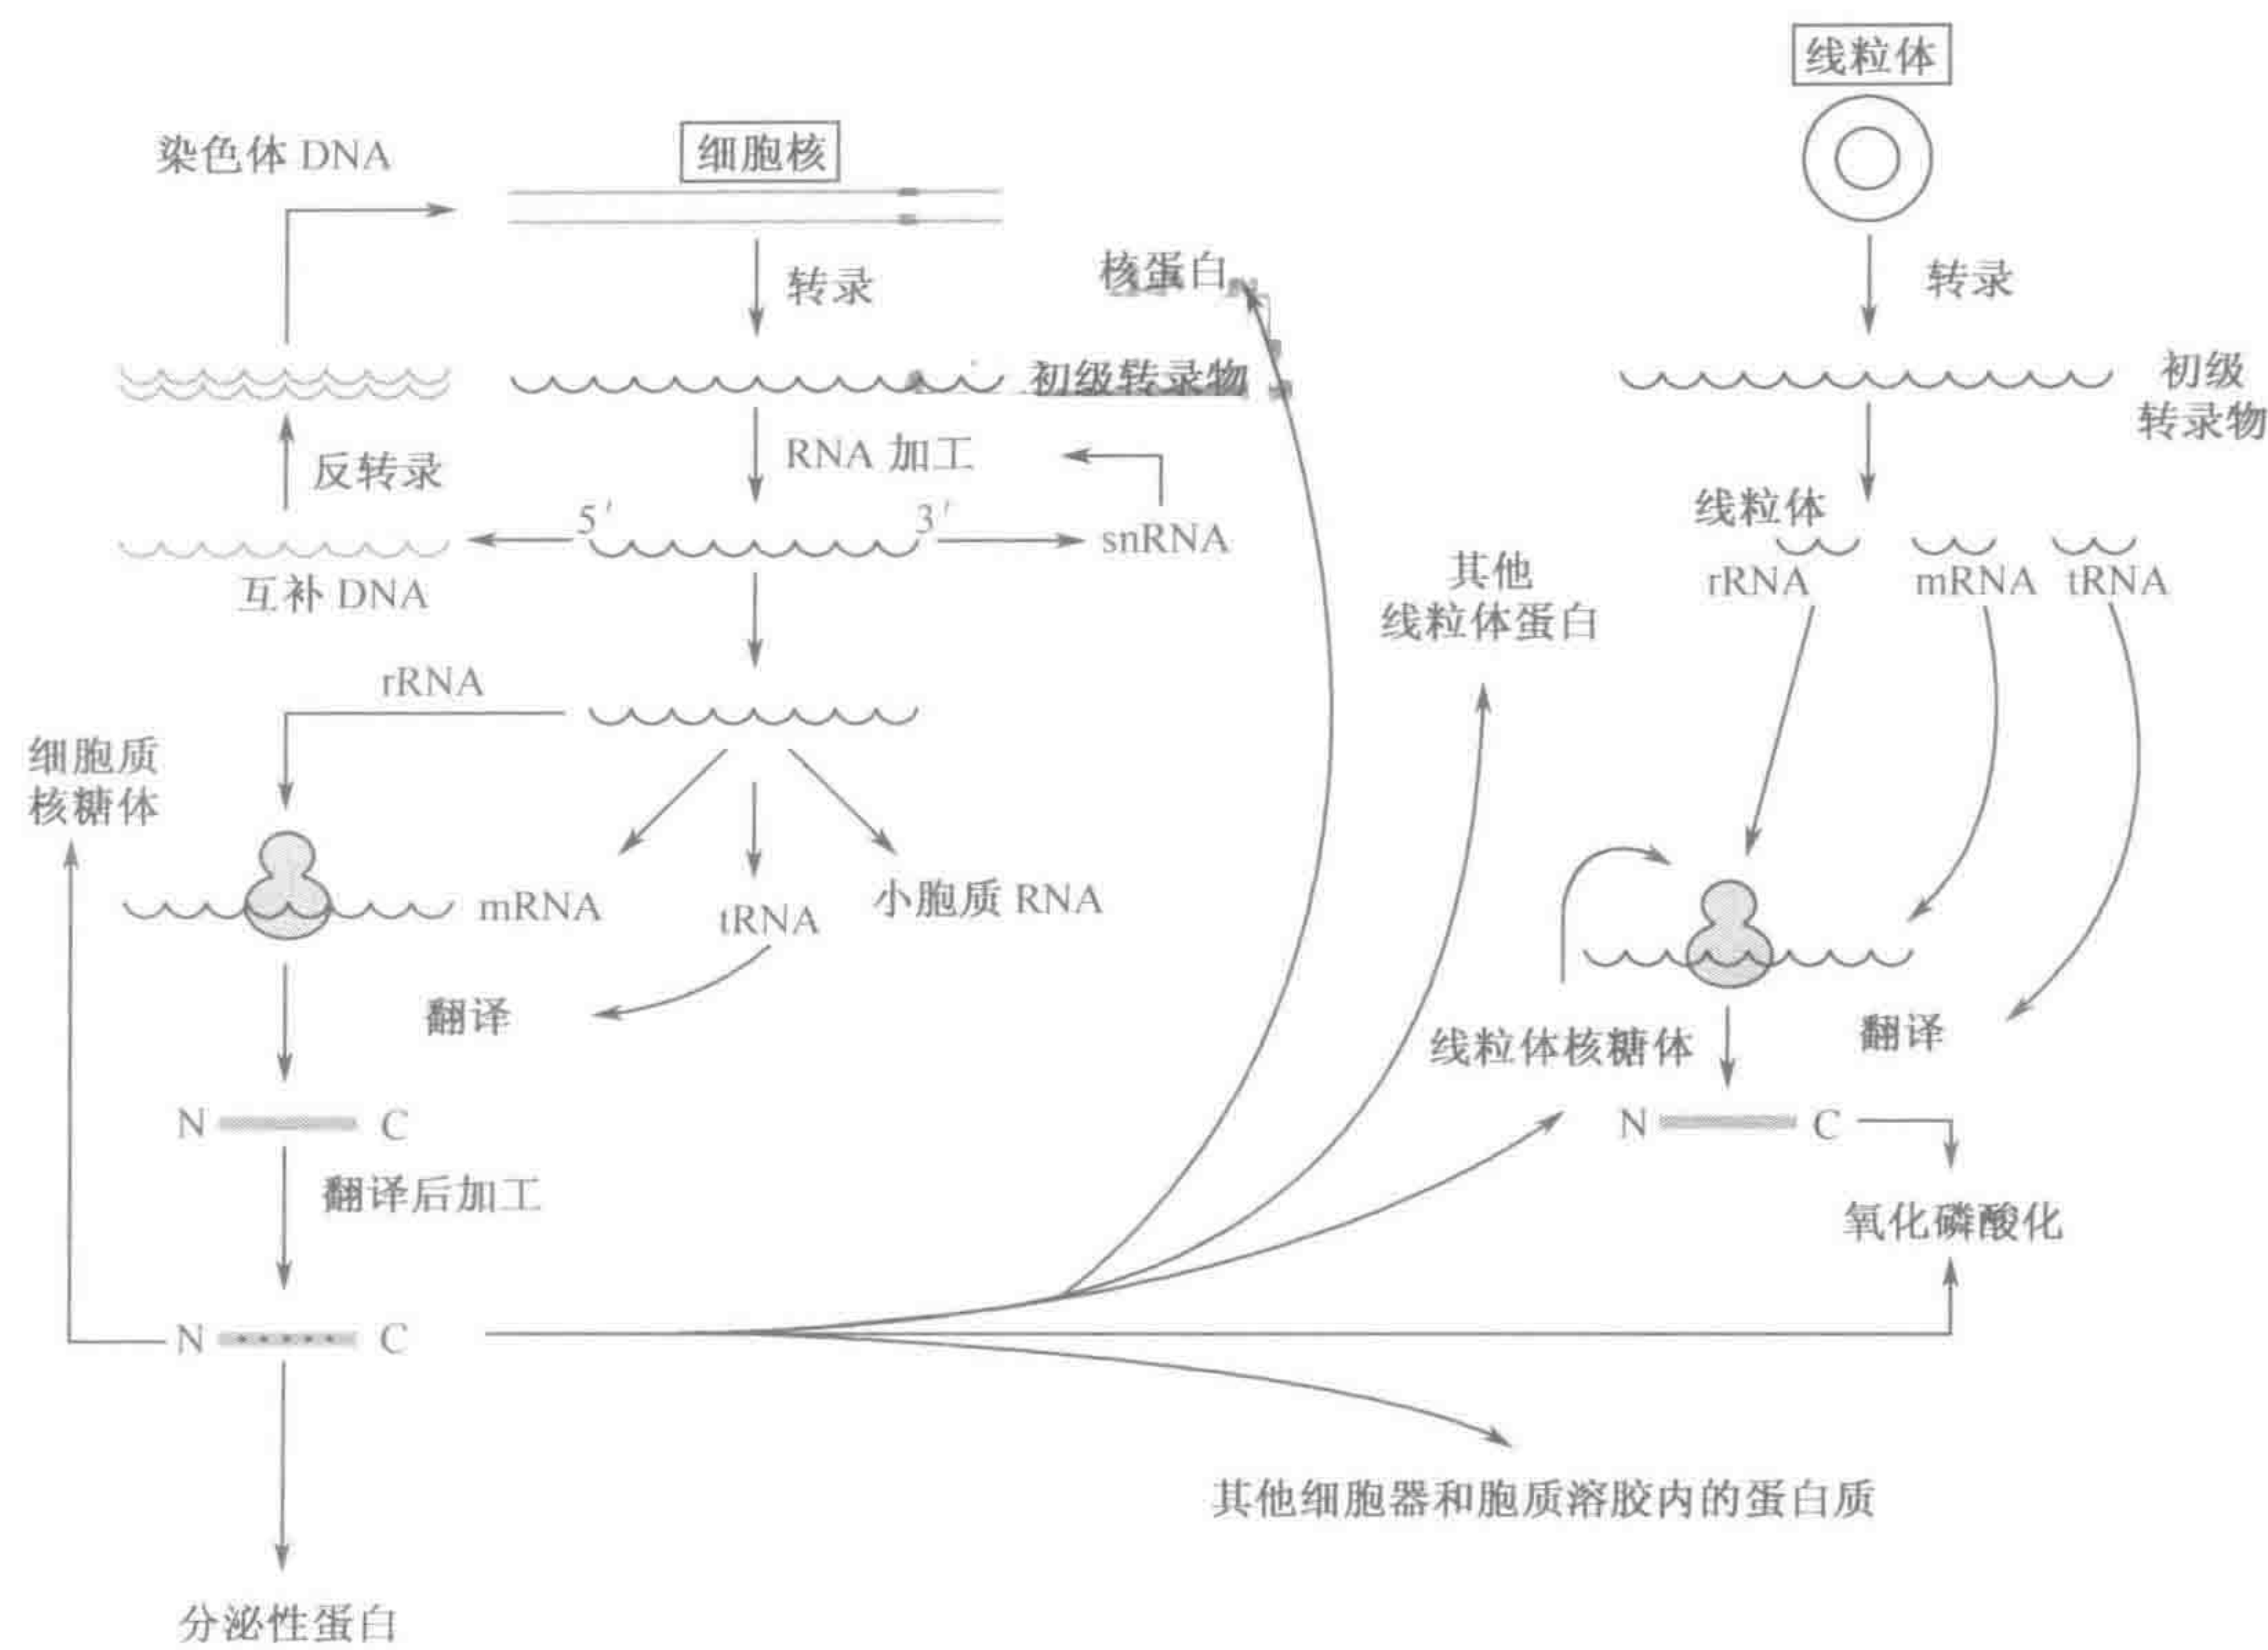 线粒体
染色体 DNA
细胞核
转录
核蛋白
转录
初级转录物
初级
转录物
RNA 加工
反转录
5′
3′
snRNA
互补 DNA
线粒体
rRNA
mRNA
tRNA
其他
线粒体蛋白
rRNA
细胞质
核糖体
mRNA
tRNA
小胞质 RNA
翻译
线粒体核糖体
翻译
N
C
N
C
翻译后加工
氧化磷酸化
N
C
其他细胞器和胞质溶胶内的蛋白质
分泌性蛋白